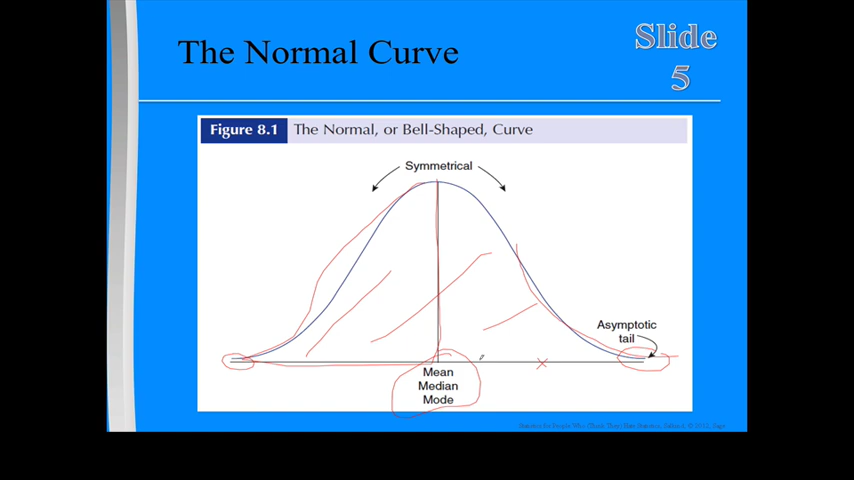 The Normal Curve
Slide
5
Figure 8.1 The Normal, or Bell-Shaped, Curve
Symmetrical
Asymptotic
tail
Mean
Median
Mode